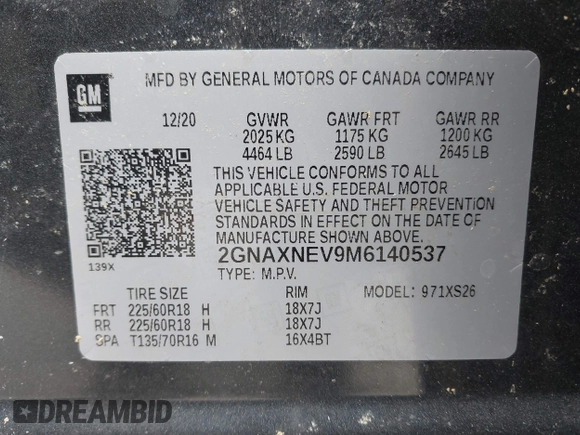 GM
MFD BY GENERAL MOTORS OF CANADA COMPANY
12/20 GVWR GAWR FRT GAWR RR
2025 KG 1175 KG 1200 KG
4464 LB 2590 LB 2645 LB
THIS VEHICLE CONFORMS TO ALL
APPLICABLE U.S. FEDERAL MOTOR
VEHICLE SAFETY AND THEFT PREVENTION
STANDARDS IN EFFECT ON THE DATE OF
MANUFACTURE SHOWN ABOVE.
139X
2GNAXNEV9M6140537
TYPE: M.P.V.
TIRE SIZE RIM MODEL: 971XS26
FRT 225/60R18 H 18X7J
RR 225/60R18 H 18X7J
SPA T135/70R16 M 16X4BT
DREAMBID